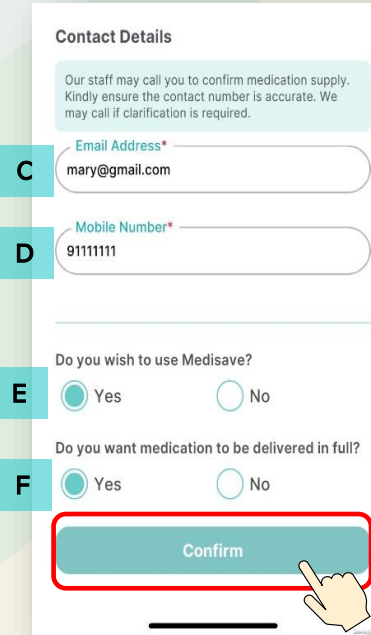 Contact Details
Our staff may call you to confirm medication supply.
Kindly ensure the contact number is accurate. We
may call if clarification is required.
C
Email Address*
mary@gmail.com
D
Mobile Number*
91111111
Do you wish to use Medisave?
E
Yes
No
Do you want medication to be delivered in full?
F
Yes
No
Confirm